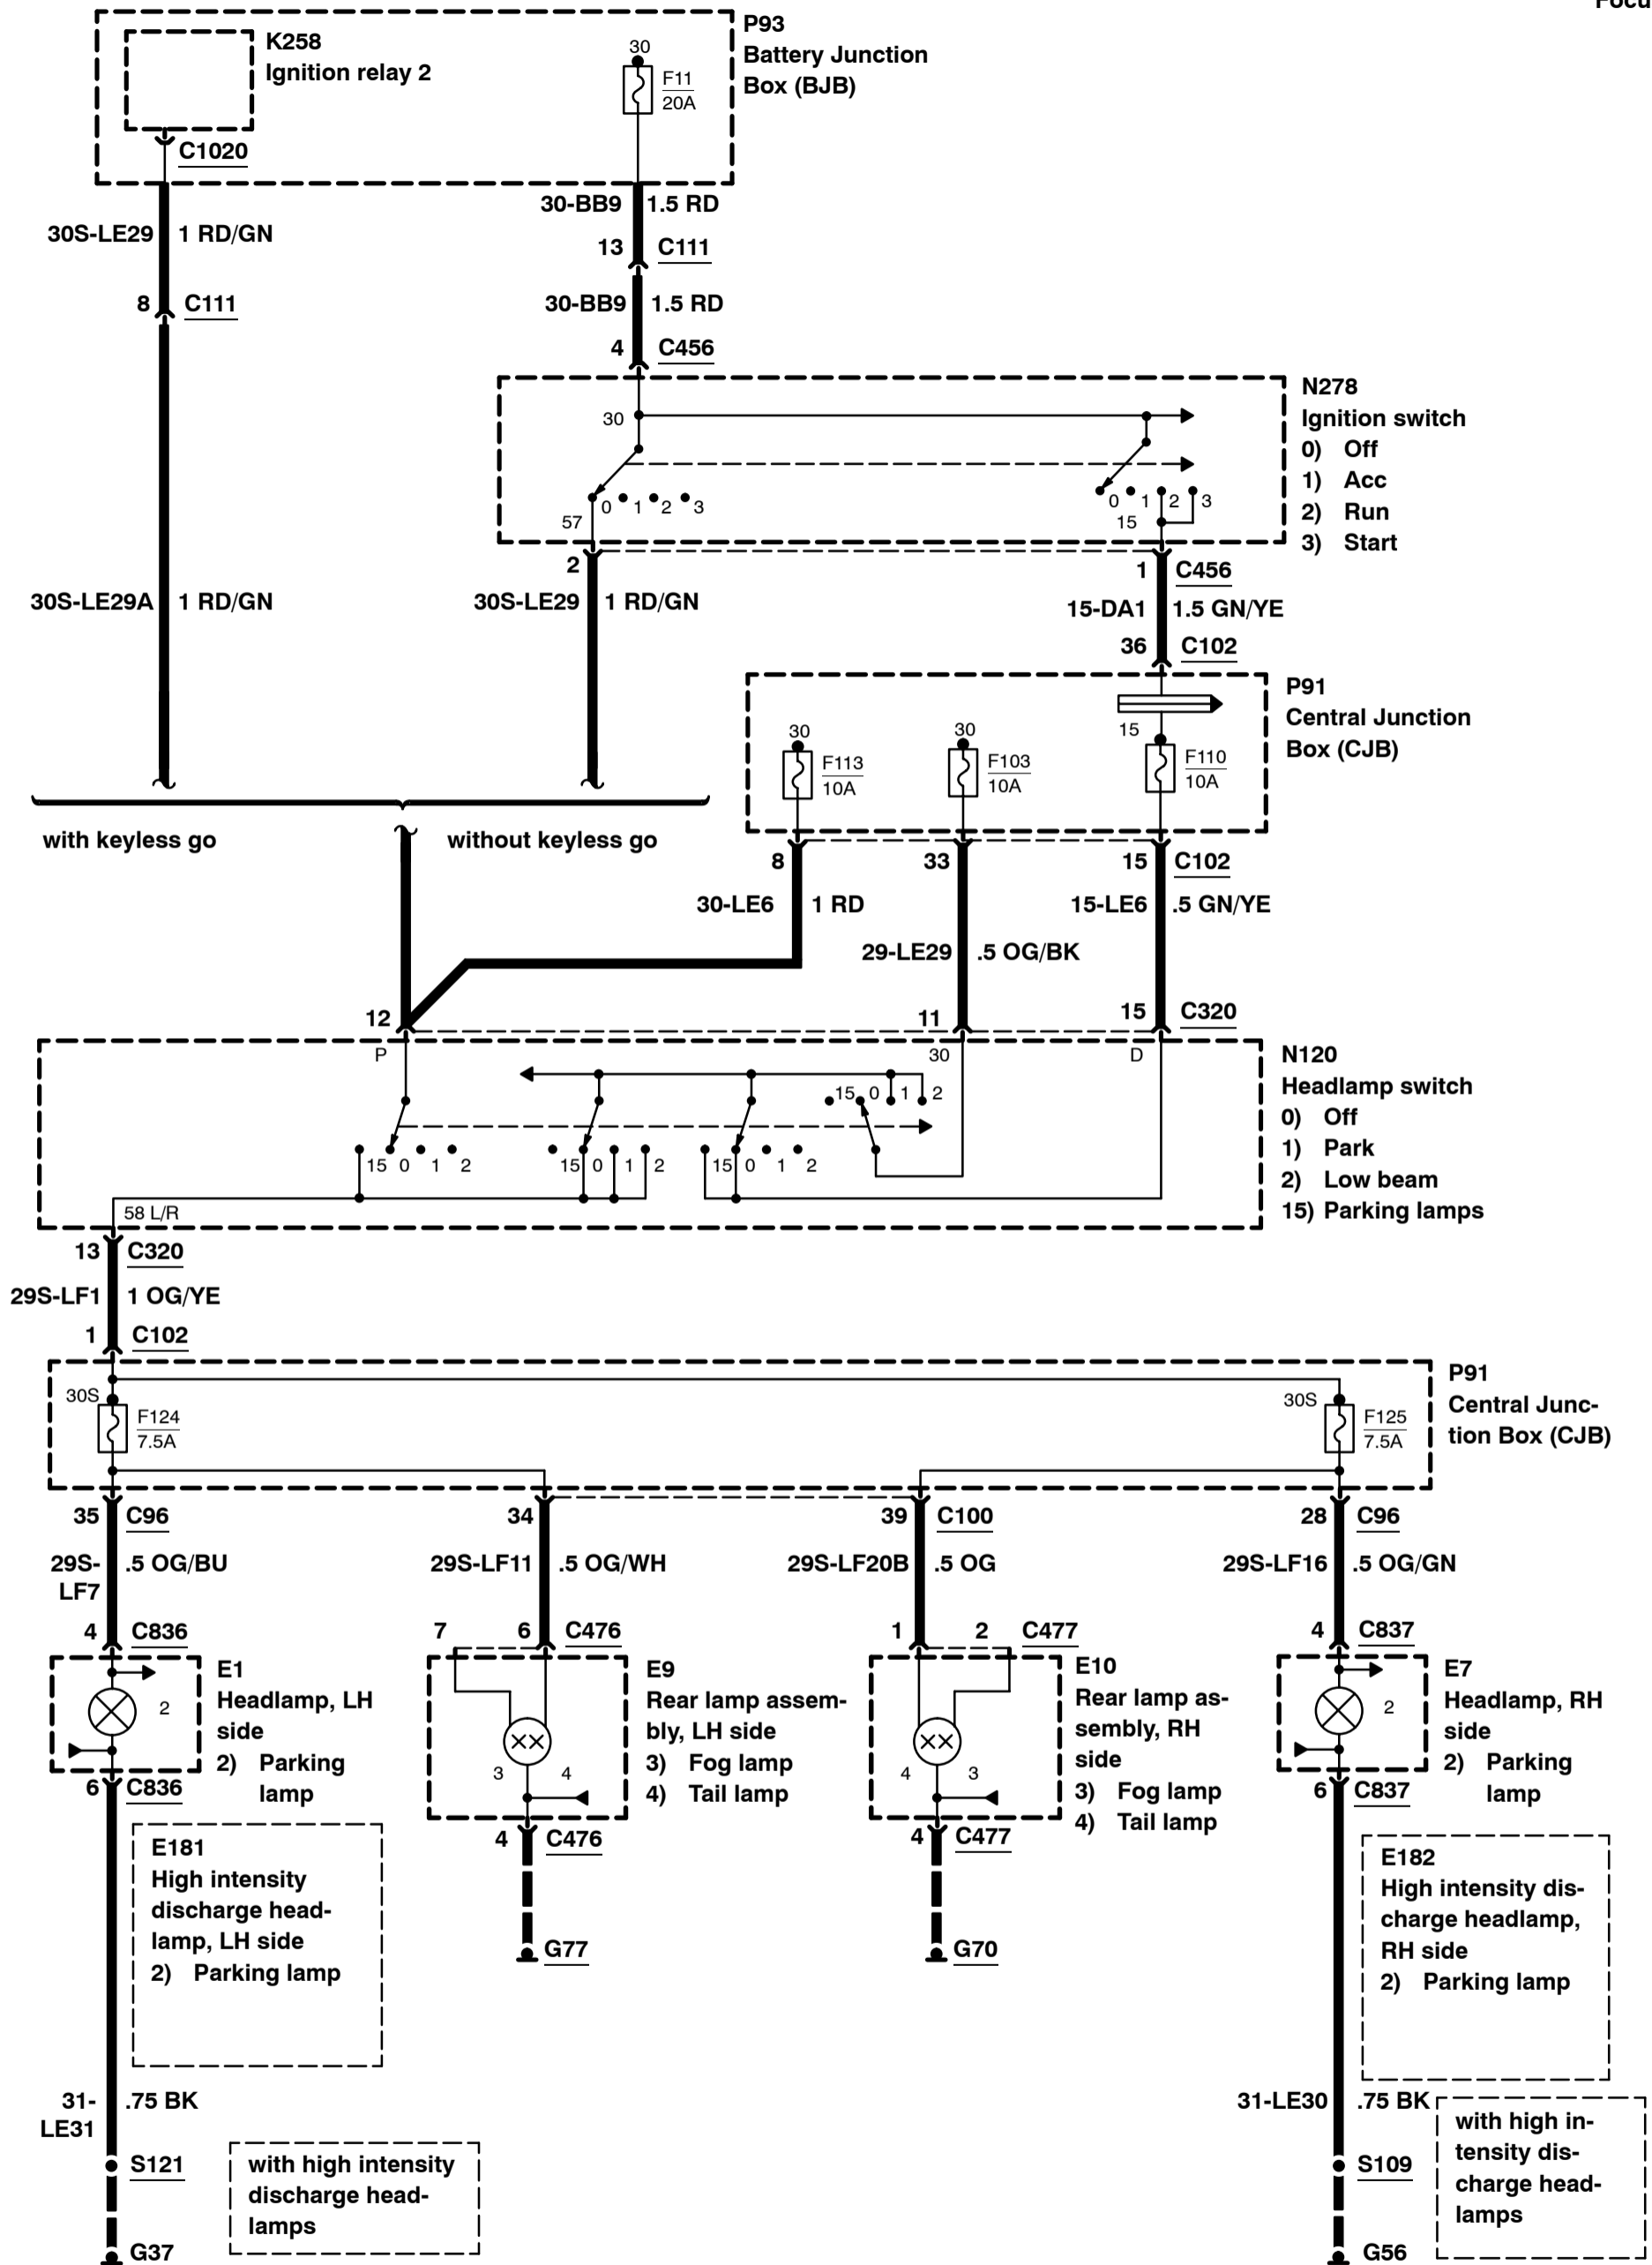 Focu
P93
Battery Junction
Box (BJB)
K258
Ignition relay 2
C1020
30
F11
20A
30S-LE29 1 RD/GN
8 C111
30-BB9 1.5 RD
13 C111
30-BB9 1.5 RD
4 C456
N278
Ignition switch
0) Off
1) Acc
2) Run
3) Start
30
0 1 2 3
57
0 1 2 3
15
2
1 C456
30S-LE29A 1 RD/GN
30S-LE29 1 RD/GN
15-DA1 1.5 GN/YE
36 C102
P91
Central Junction
Box (CJB)
30
F113
10A
30
F103
10A
15
F110
10A
with keyless go
without keyless go
8 33 15 C102
30-LE6 1 RD
15-LE6 .5 GN/YE
29-LE29 .5 OG/BK
12 11 15 C320
P 30 D
N120
Headlamp switch
0) Off
1) Park
2) Low beam
15) Parking lamps
15 0 1 2
15 0 1 2
15 0 1 2
15 0 1 2
58 L/R
13 C320
29S-LF1 1 OG/YE
1 C102
P91
Central Junc-
tion Box (CJB)
30S
F124
7.5A
30S
F125
7.5A
35 C96
34
39 C100
28 C96
29S-
LF7
.5 OG/BU
29S-LF11 .5 OG/WH
29S-LF20B .5 OG
29S-LF16 .5 OG/GN
4 C836
7 6 C476
1 2 C477
4 C837
E1
Headlamp, LH
side
2) Parking
lamp
2
E9
Rear lamp assem-
bly, LH side
3) Fog lamp
4) Tail lamp
3 4
E10
Rear lamp as-
sembly, RH
side
3) Fog lamp
4) Tail lamp
4 3
E7
Headlamp, RH
side
2) Parking
lamp
2
6 C836
4 C476
4 C477
6 C837
G77
G70
E181
High intensity
discharge head-
lamp, LH side
2) Parking lamp
E182
High intensity dis-
charge headlamp,
RH side
2) Parking lamp
31-
LE31
.75 BK
31-LE30 .75 BK
S121
with high intensity
discharge head-
lamps
S109
with high in-
tensity dis-
charge head-
lamps
G37
G56